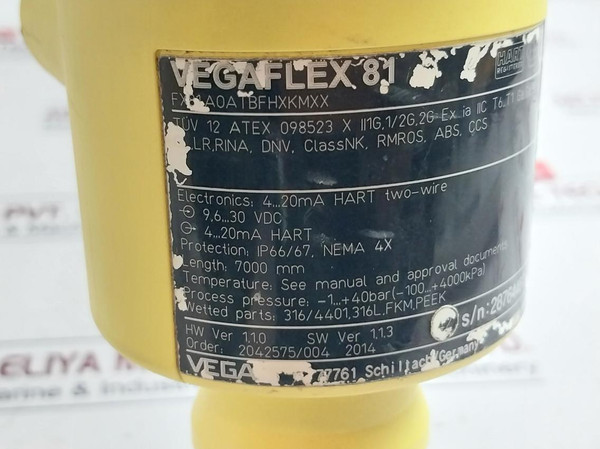 VEGAFLEX 81
HART
TÜV 12 ATEX 098523 X II1G,1/2G,2G Ex ia IIC T6...T1
LR,RINA, DNV, ClassNK, RMROS, ABS, CCS
Electronics: 4...20mA HART two-wire
9,6...30 VDC
4...20mA HART
Protection: IP66/67, NEMA 4X
Length: 7000 mm
Temperature: See manual and approval documents
Process pressure: -1...+40bar(-100...+4000kPa)
Wetted parts: 316/4401,316L,FKM,PEEK
s/n:
HW Ver 1.1.0 SW Ver 1.1.3
Order: 2042575/004 2014
VEGA 77761 Schiltach/Germany